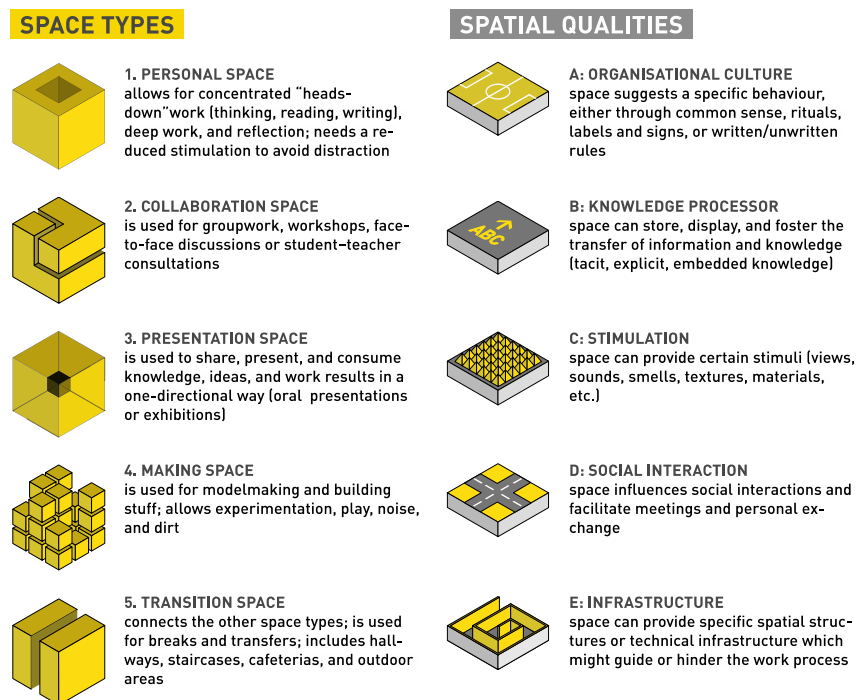 SPACE TYPES
1. PERSONAL SPACE
allows for concentrated “heads-
down”work (thinking, reading, writing),
deep work, and reflection; needs a re-
duced stimulation to avoid distraction
2. COLLABORATION SPACE
is used for groupwork, workshops, face-
to-face discussions or student–teacher
consultations
3. PRESENTATION SPACE
is used to share, present, and consume
knowledge, ideas, and work results in a
one-directional way (oral presentations
or exhibitions)
4. MAKING SPACE
is used for modelmaking and building
stuff; allows experimentation, play, noise,
and dirt
5. TRANSITION SPACE
connects the other space types; is used
for breaks and transfers; includes hall-
ways, staircases, cafeterias, and outdoor
areas
SPATIAL QUALITIES
A: ORGANISATIONAL CULTURE
space suggests a specific behaviour,
either through common sense, rituals,
labels and signs, or written/unwritten
rules
ABC
B: KNOWLEDGE PROCESSOR
space can store, display, and foster the
transfer of information and knowledge
(tacit, explicit, embedded knowledge)
C: STIMULATION
space can provide certain stimuli (views,
sounds, smells, textures, materials,
etc.)
D: SOCIAL INTERACTION
space influences social interactions and
facilitate meetings and personal ex-
change
E: INFRASTRUCTURE
space can provide specific spatial struc-
tures or technical infrastructure which
might guide or hinder the work process